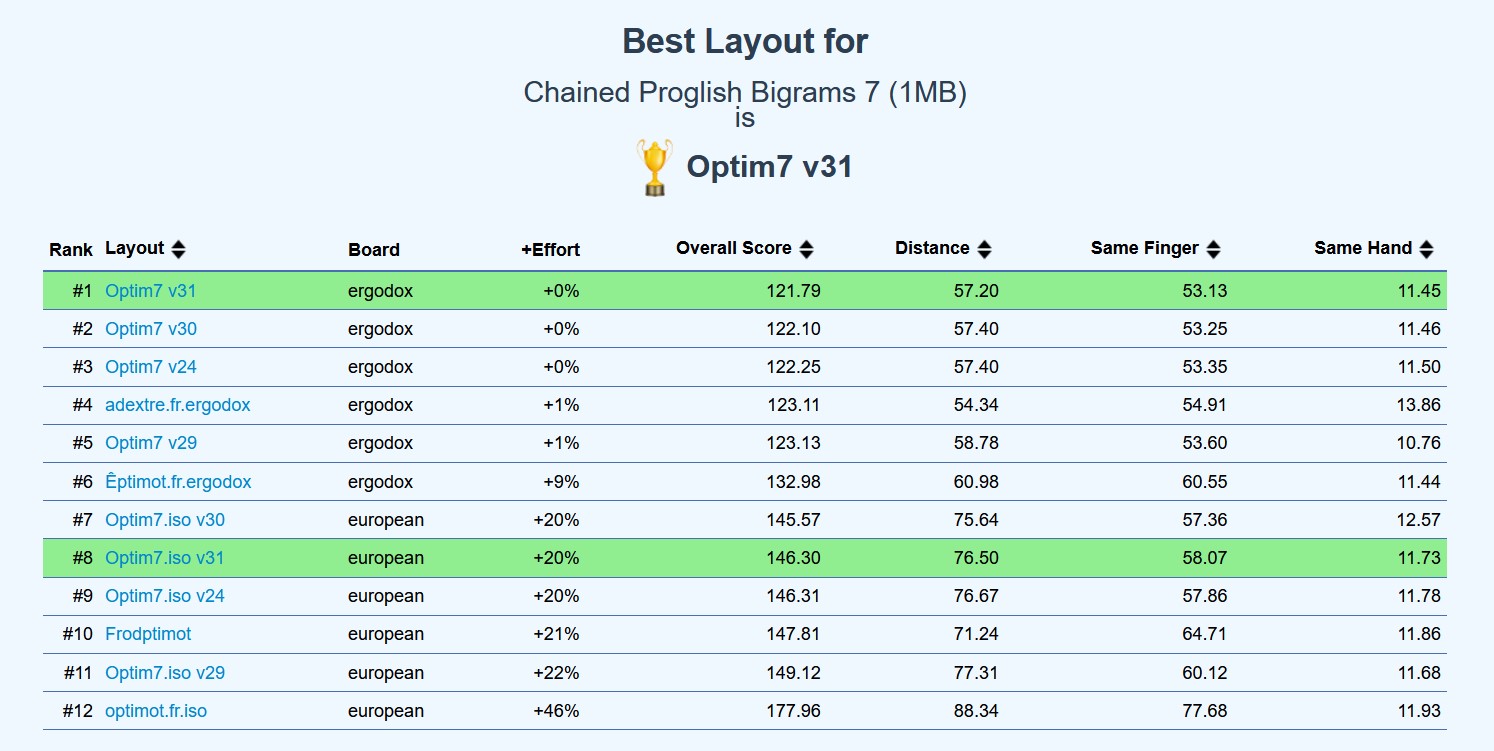 Best Layout for
Chained Proglish Bigrams 7 (1MB)
is
Optim7 v31
Rank Layout Board +Effort Overall Score Distance Same Finger Same Hand
#1 Optim7 v31 ergodox +0% 121.79 57.20 53.13 11.45
#2 Optim7 v30 ergodox +0% 122.10 57.40 53.25 11.46
#3 Optim7 v24 ergodox +0% 122.25 57.40 53.35 11.50
#4 adextre.fr.ergodox ergodox +1% 123.11 54.34 54.91 13.86
#5 Optim7 v29 ergodox +1% 123.13 58.78 53.60 10.76
#6 Êptimot.fr.ergodox ergodox +9% 132.98 60.98 60.55 11.44
#7 Optim7.iso v30 european +20% 145.57 75.64 57.36 12.57
#8 Optim7.iso v31 european +20% 146.30 76.50 58.07 11.73
#9 Optim7.iso v24 european +20% 146.31 76.67 57.86 11.78
#10 Frodptimot european +21% 147.81 71.24 64.71 11.86
#11 Optim7.iso v29 european +22% 149.12 77.31 60.12 11.68
#12 optimot.fr.iso european +46% 177.96 88.34 77.68 11.93